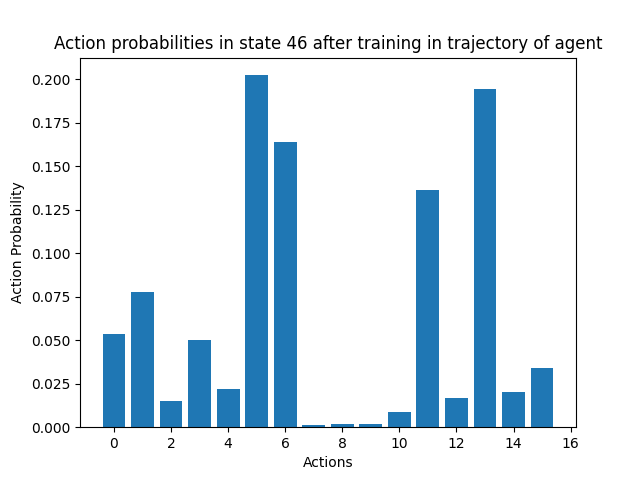 Action probabilities in state 46 after training in trajectory of agent
0.200
0.175
0.150
0.125
0.100
0.075
0.050
0.025
0.000
Action Probability
0 2 4 6 8 10 12 14 16
Actions